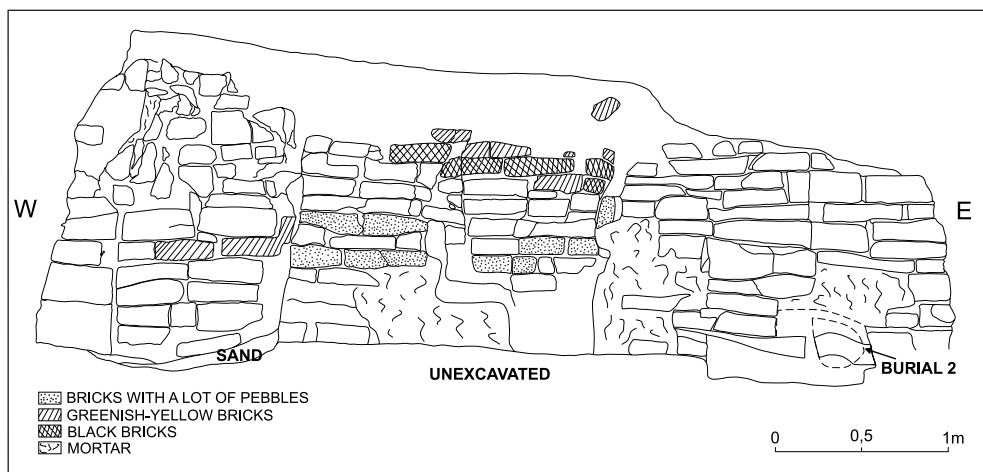 W
E
SAND
UNEXCAVATED
BURIAL 2
BRICKS WITH A LOT OF PEBBLES
GREENISH-YELLOW BRICKS
BLACK BRICKS
MORTAR
0 0,5 1m